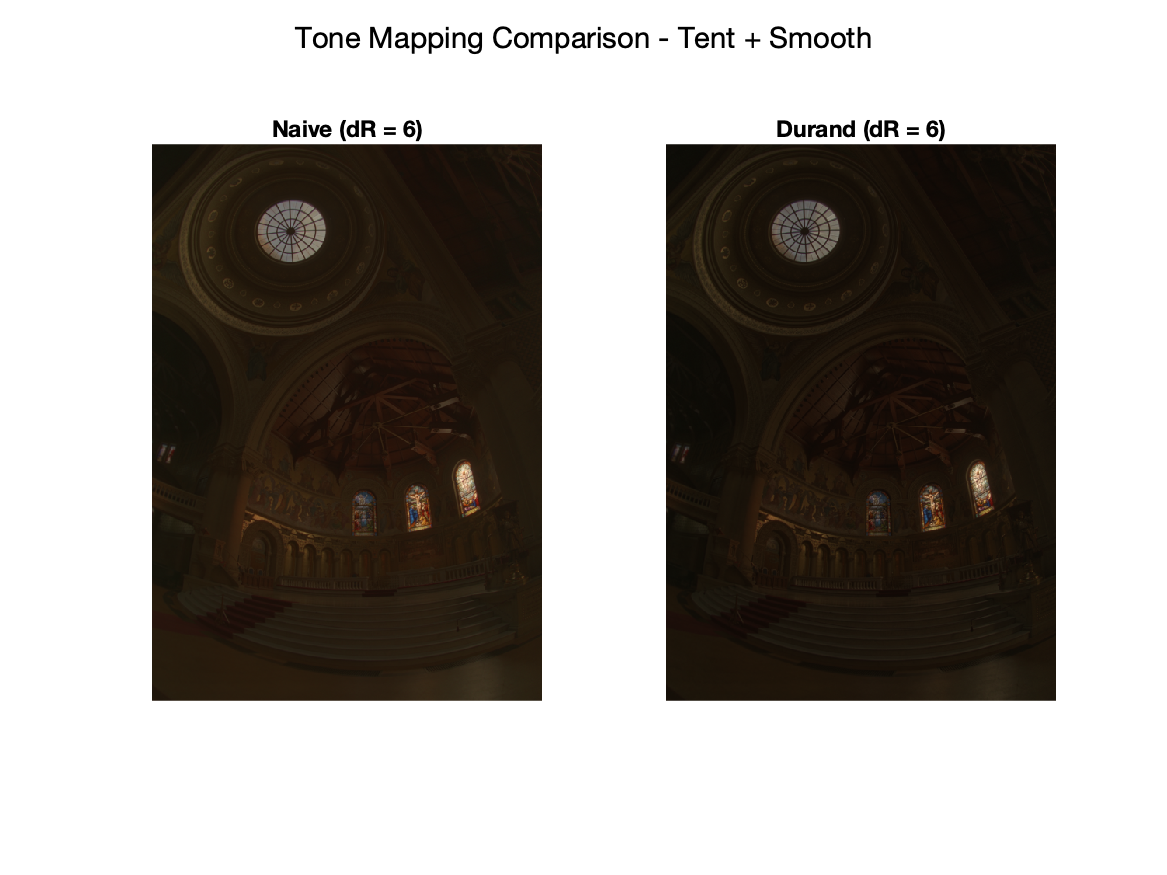 Tone Mapping Comparison - Tent + Smooth
Naive (dR = 6)
Durand (dR = 6)